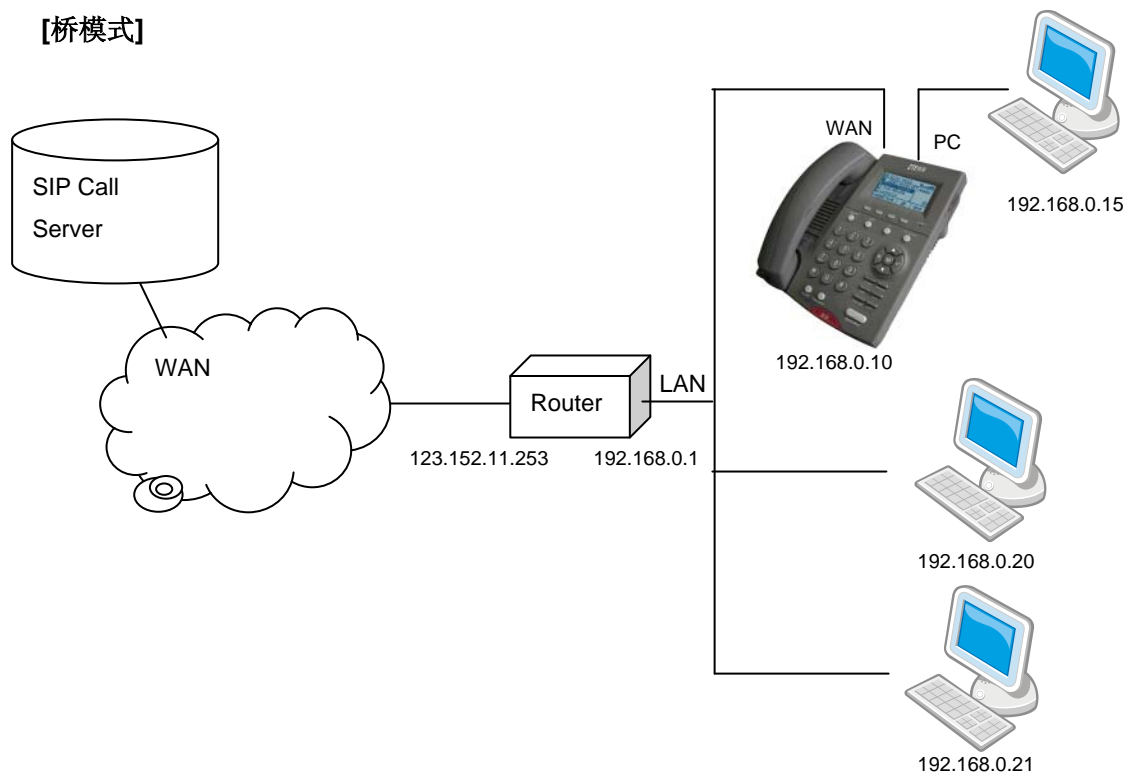 [桥模式]
SIP Call
Server
WAN
Router
LAN
123.152.11.253
192.168.0.1
WAN
PC
192.168.0.10
192.168.0.15
192.168.0.20
192.168.0.21